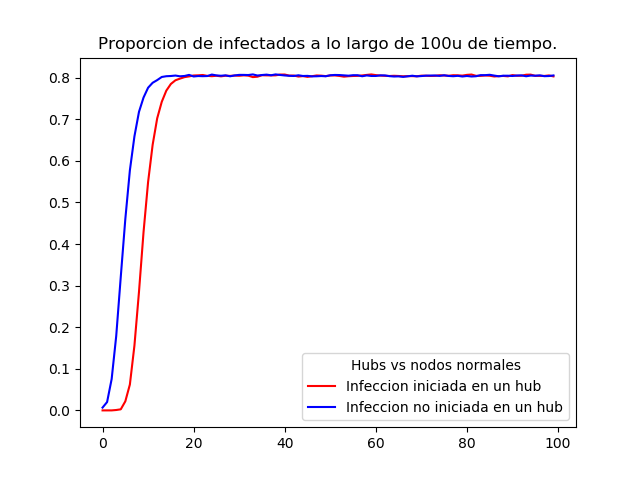 Proporcion de infectados a lo largo de 100u de tiempo.
0.8
0.7
0.6
0.5
0.4
0.3
0.2
0.1
0.0
Hubs vs nodos normales
Infeccion iniciada en un hub
Infeccion no iniciada en un hub
0 20 40 60 80 100